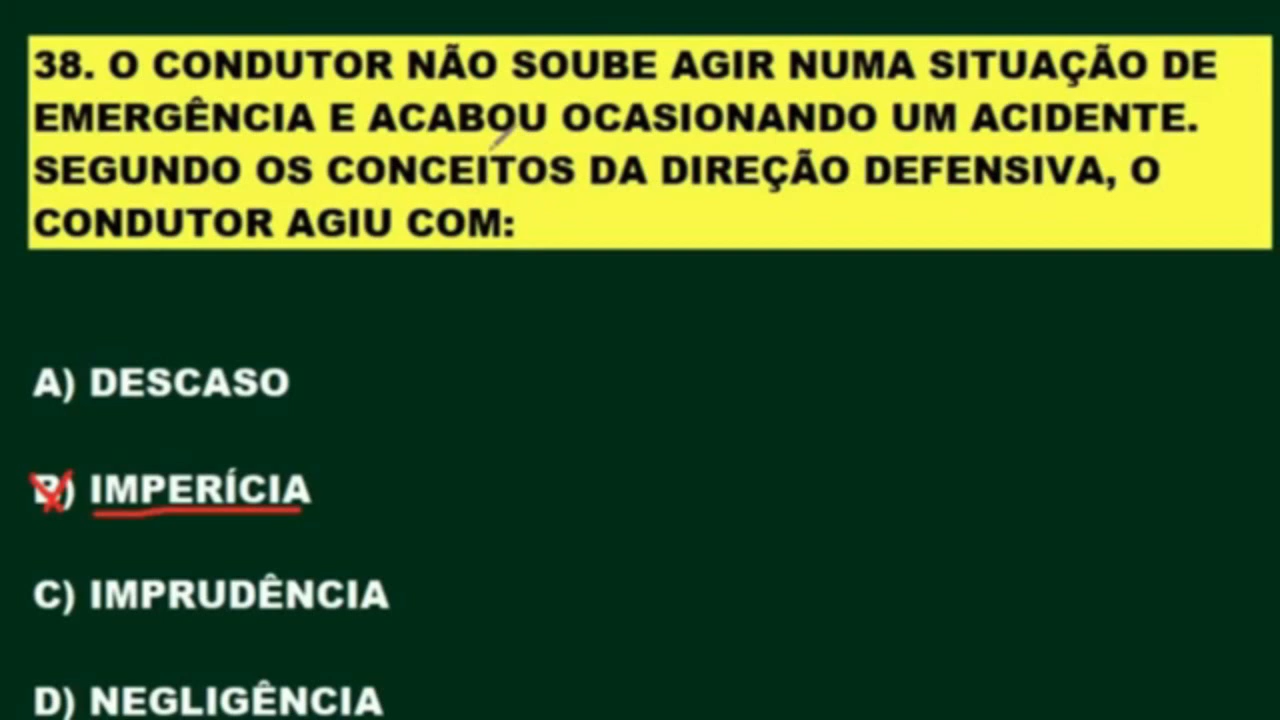 38. O CONDUTOR NÃO SOUBE AGIR NUMA SITUAÇÃO DE
EMERGÊNCIA E ACABOU OCASIONANDO UM ACIDENTE.
SEGUNDO OS CONCEITOS DA DIREÇÃO DEFENSIVA, O
CONDUTOR AGIU COM:
A) DESCASO
B) IMPERÍCIA
C) IMPRUDÊNCIA
D) NEGLIGÊNCIA